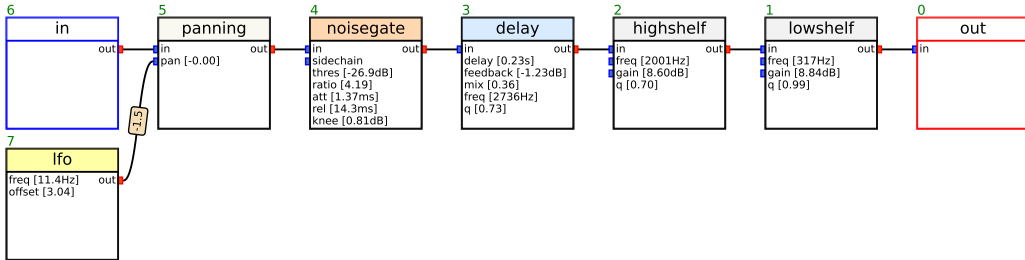 6
in
out
5
panning
in out
pan [-0.00]
4
noisegate
in out
sidechain
thres [-26.9dB]
ratio [4.19]
att [1.37ms]
rel [14.3ms]
knee [0.81dB]
3
delay
in out
delay [0.23s]
feedback [-1.23dB]
mix [0.36]
freq [2736Hz]
q [0.73]
2
highshelf
in out
freq [2001Hz]
gain [8.60dB]
q [0.70]
1
lowshelf
in out
freq [317Hz]
gain [8.84dB]
q [0.99]
0
out
in
-1.5
7
lfo
freq [11.4Hz] out
offset [3.04]